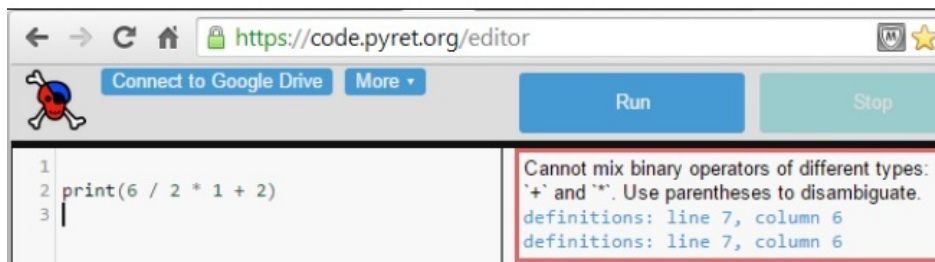 https://code.pyret.org/editor
Connect to Google Drive More
Run Stop
1
2 print(6 / 2 * 1 + 2)
3
Cannot mix binary operators of different types:
`+` and `*`. Use parentheses to disambiguate.
definitions: line 7, column 6
definitions: line 7, column 6